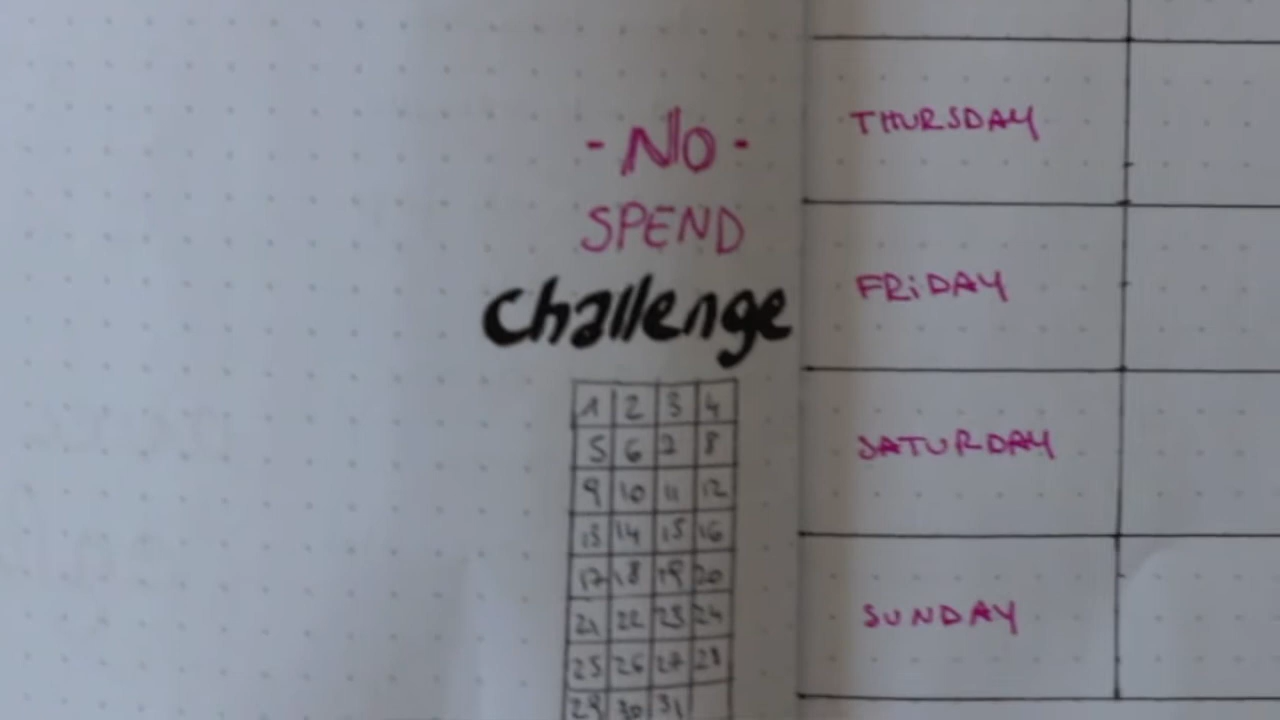 - No -
SPEND
challenge
1 2 3 4
5 6 7 8
9 10 11 12
13 14 15 16
17 18 19 20
21 22 23 24
25 26 27 28
29 30 31
THURSDAY
FRiDAY
SATURDAY
SUNDAY